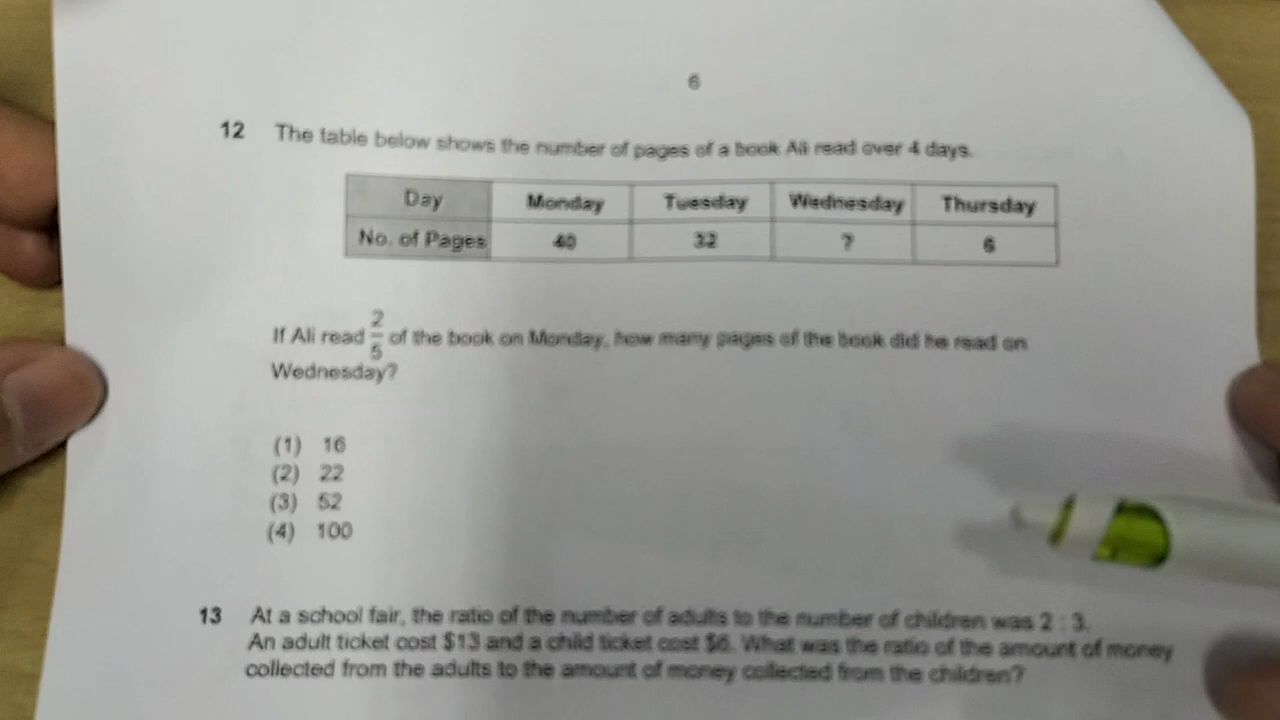 6
12 The table below shows the number of pages of a book Ali read over 4 days.
Day Monday Tuesday Wednesday Thursday
No. of Pages 40 32 ? 6
If Ali read 2/5 of the book on Monday, how many pages of the book did he read on
Wednesday?
(1) 16
(2) 22
(3) 52
(4) 100
13 At a school fair, the ratio of the number of adults to the number of children was 2 : 3.
An adult ticket cost $13 and a child ticket cost $6. What was the ratio of the amount of money
collected from the adults to the amount of money collected from the children?